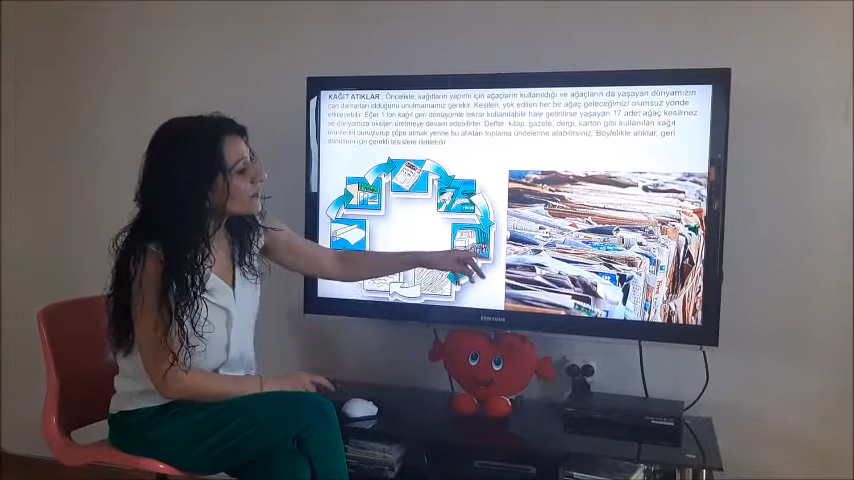 KAĞIT ATIKLAR : Öncelikle; kağıtların yapımı için ağaçların kullanıldığı ve ağaçların da yaşayan dünyamızın
can damarları olduğunu unutmamamız gerekir. Kesilen, yok edilen her bir ağaç geleceğimizi olumsuz yönde
etkileyebilir. Eğer 1 ton kağıt geri dönüşümle tekrar kullanılabilir hale getirilirse yaşayan 17 adet ağaç kesilmez
ve dünyamıza oksijen üretmeye devam edebilirler. Defter, kitap, gazete, dergi, karton gibi kullanılan kağıt
ürünlerini buruşturup çöpe atmak yerine bu atıkları toplama ünitelerine atabilirsiniz. Böylelikle atıklar, geri
dönüşüm için gerekli tesislere iletilebilir.
SAMSUNG